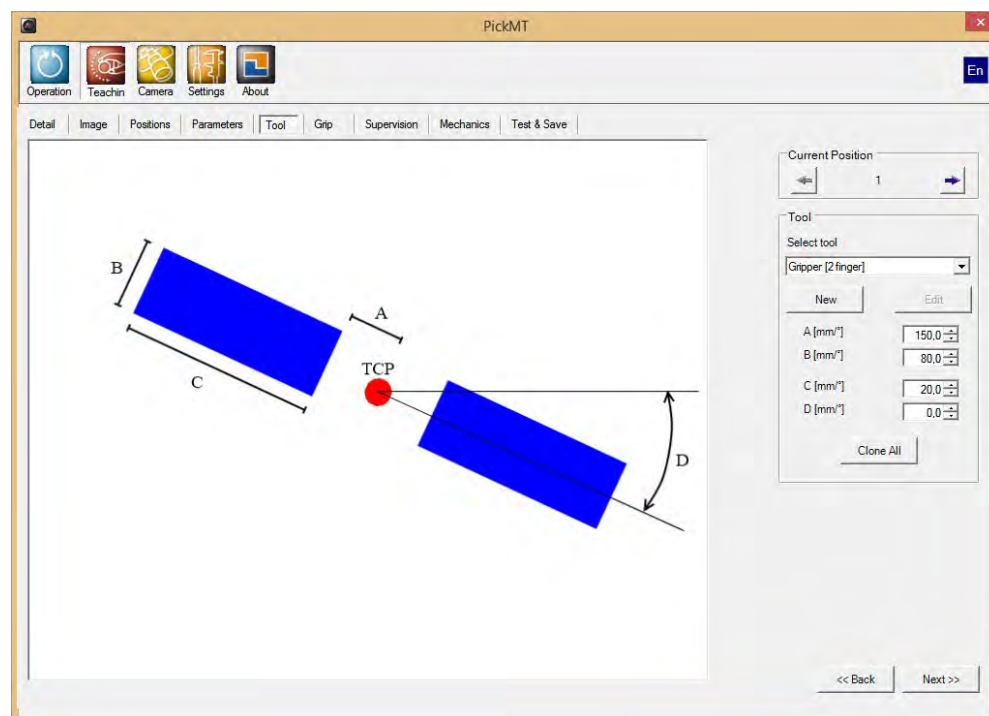 PickMT
Operation Teachin Camera Settings About
En
Detail Image Positions Parameters Tool Grip Supervision Mechanics Test & Save
Current Position
1
Tool
Select tool
Gripper [2 finger]
New Edit
A [mm/°] 150,0
B [mm/°] 80,0
C [mm/°] 20,0
D [mm/°] 0,0
Clone All
B
A
TCP
C
D
<< Back Next >>